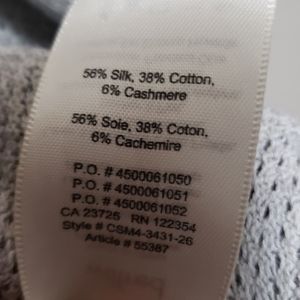 56% Silk, 38% Cotton,
6% Cashmere
56% Soie, 38% Coton,
6% Cachemire
P.O. # 4500061050
P.O. # 4500061051
P.O. # 4500061052
CA 23725 RN 122354
Style # CSM4-3431-26
Article # 55387